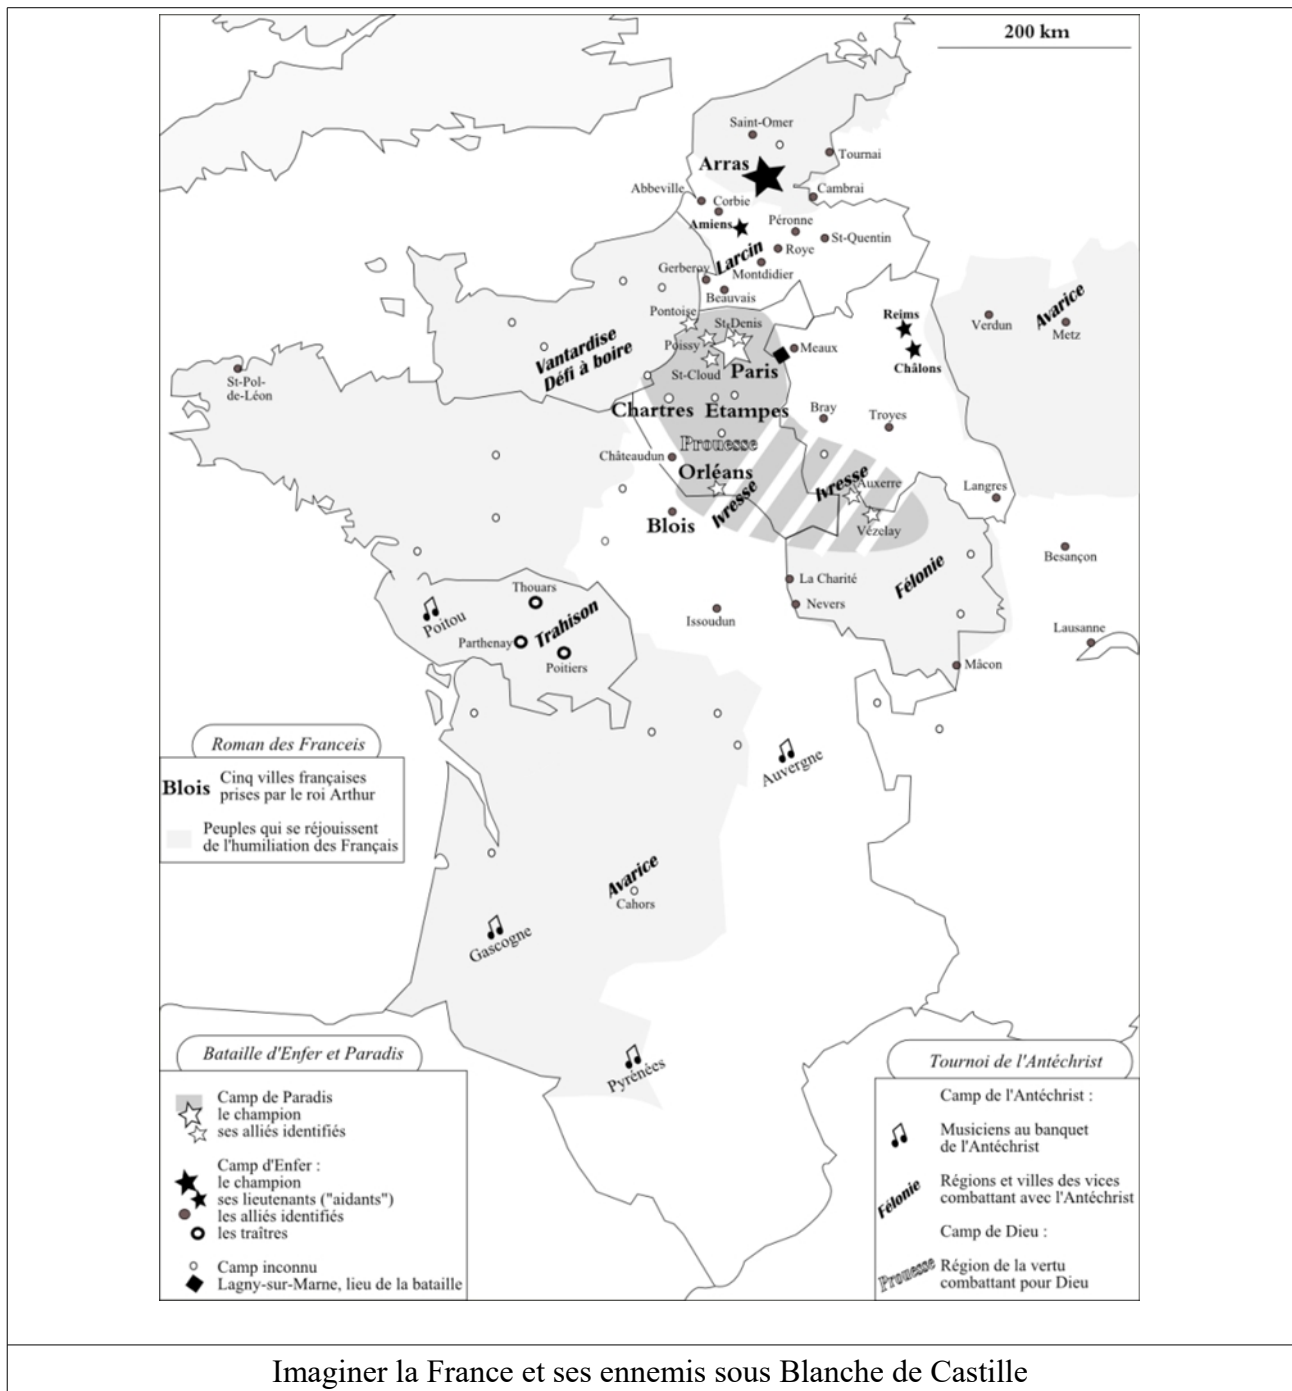 200 km
Saint-Omer
Tournai
Arras
Abbeville
Cambrai
Corbie
Amiens
Péronne
St-Quentin
Larcin
Roye
Gerberoy
Montdidier
Beauvais
Avarice
Verdun
Metz
Pontoise
St-Denis
Reims
Poissy
Meaux
Châlons
Vantardise
Défi à boire
St-Cloud
Paris
St-Pol-
de-Léon
Chartres
Etampes
Bray
Troyes
Prouesse
Châteaudun
Orléans
Ivresse
Ivresse
Auxerre
Langres
Blois
Vézelay
Besançon
Félonie
La Charité
Thouars
Nevers
Poitou
Trahison
Issoudun
Lausanne
Parthenay
Poitiers
Mâcon
Auvergne
Avarice
Cahors
Gascogne
Pyrénées
Roman des Franceis
Blois
Cinq villes françaises
prises par le roi Arthur
Peuples qui se réjouissent
de l'humiliation des Français
Bataille d'Enfer et Paradis
Camp de Paradis
le champion
ses alliés identifiés
Camp d'Enfer :
le champion
ses lieutenants ("aidants")
les alliés identifiés
les traîtres
Camp inconnu
Lagny-sur-Marne, lieu de la bataille
Tournoi de l'Antéchrist
Camp de l'Antéchrist :
Musiciens au banquet
de l'Antéchrist
Félonie
Régions et villes des vices
combattant avec l'Antéchrist
Camp de Dieu :
Prouesse
Région de la vertu
combattant pour Dieu
Imaginer la France et ses ennemis sous Blanche de Castille